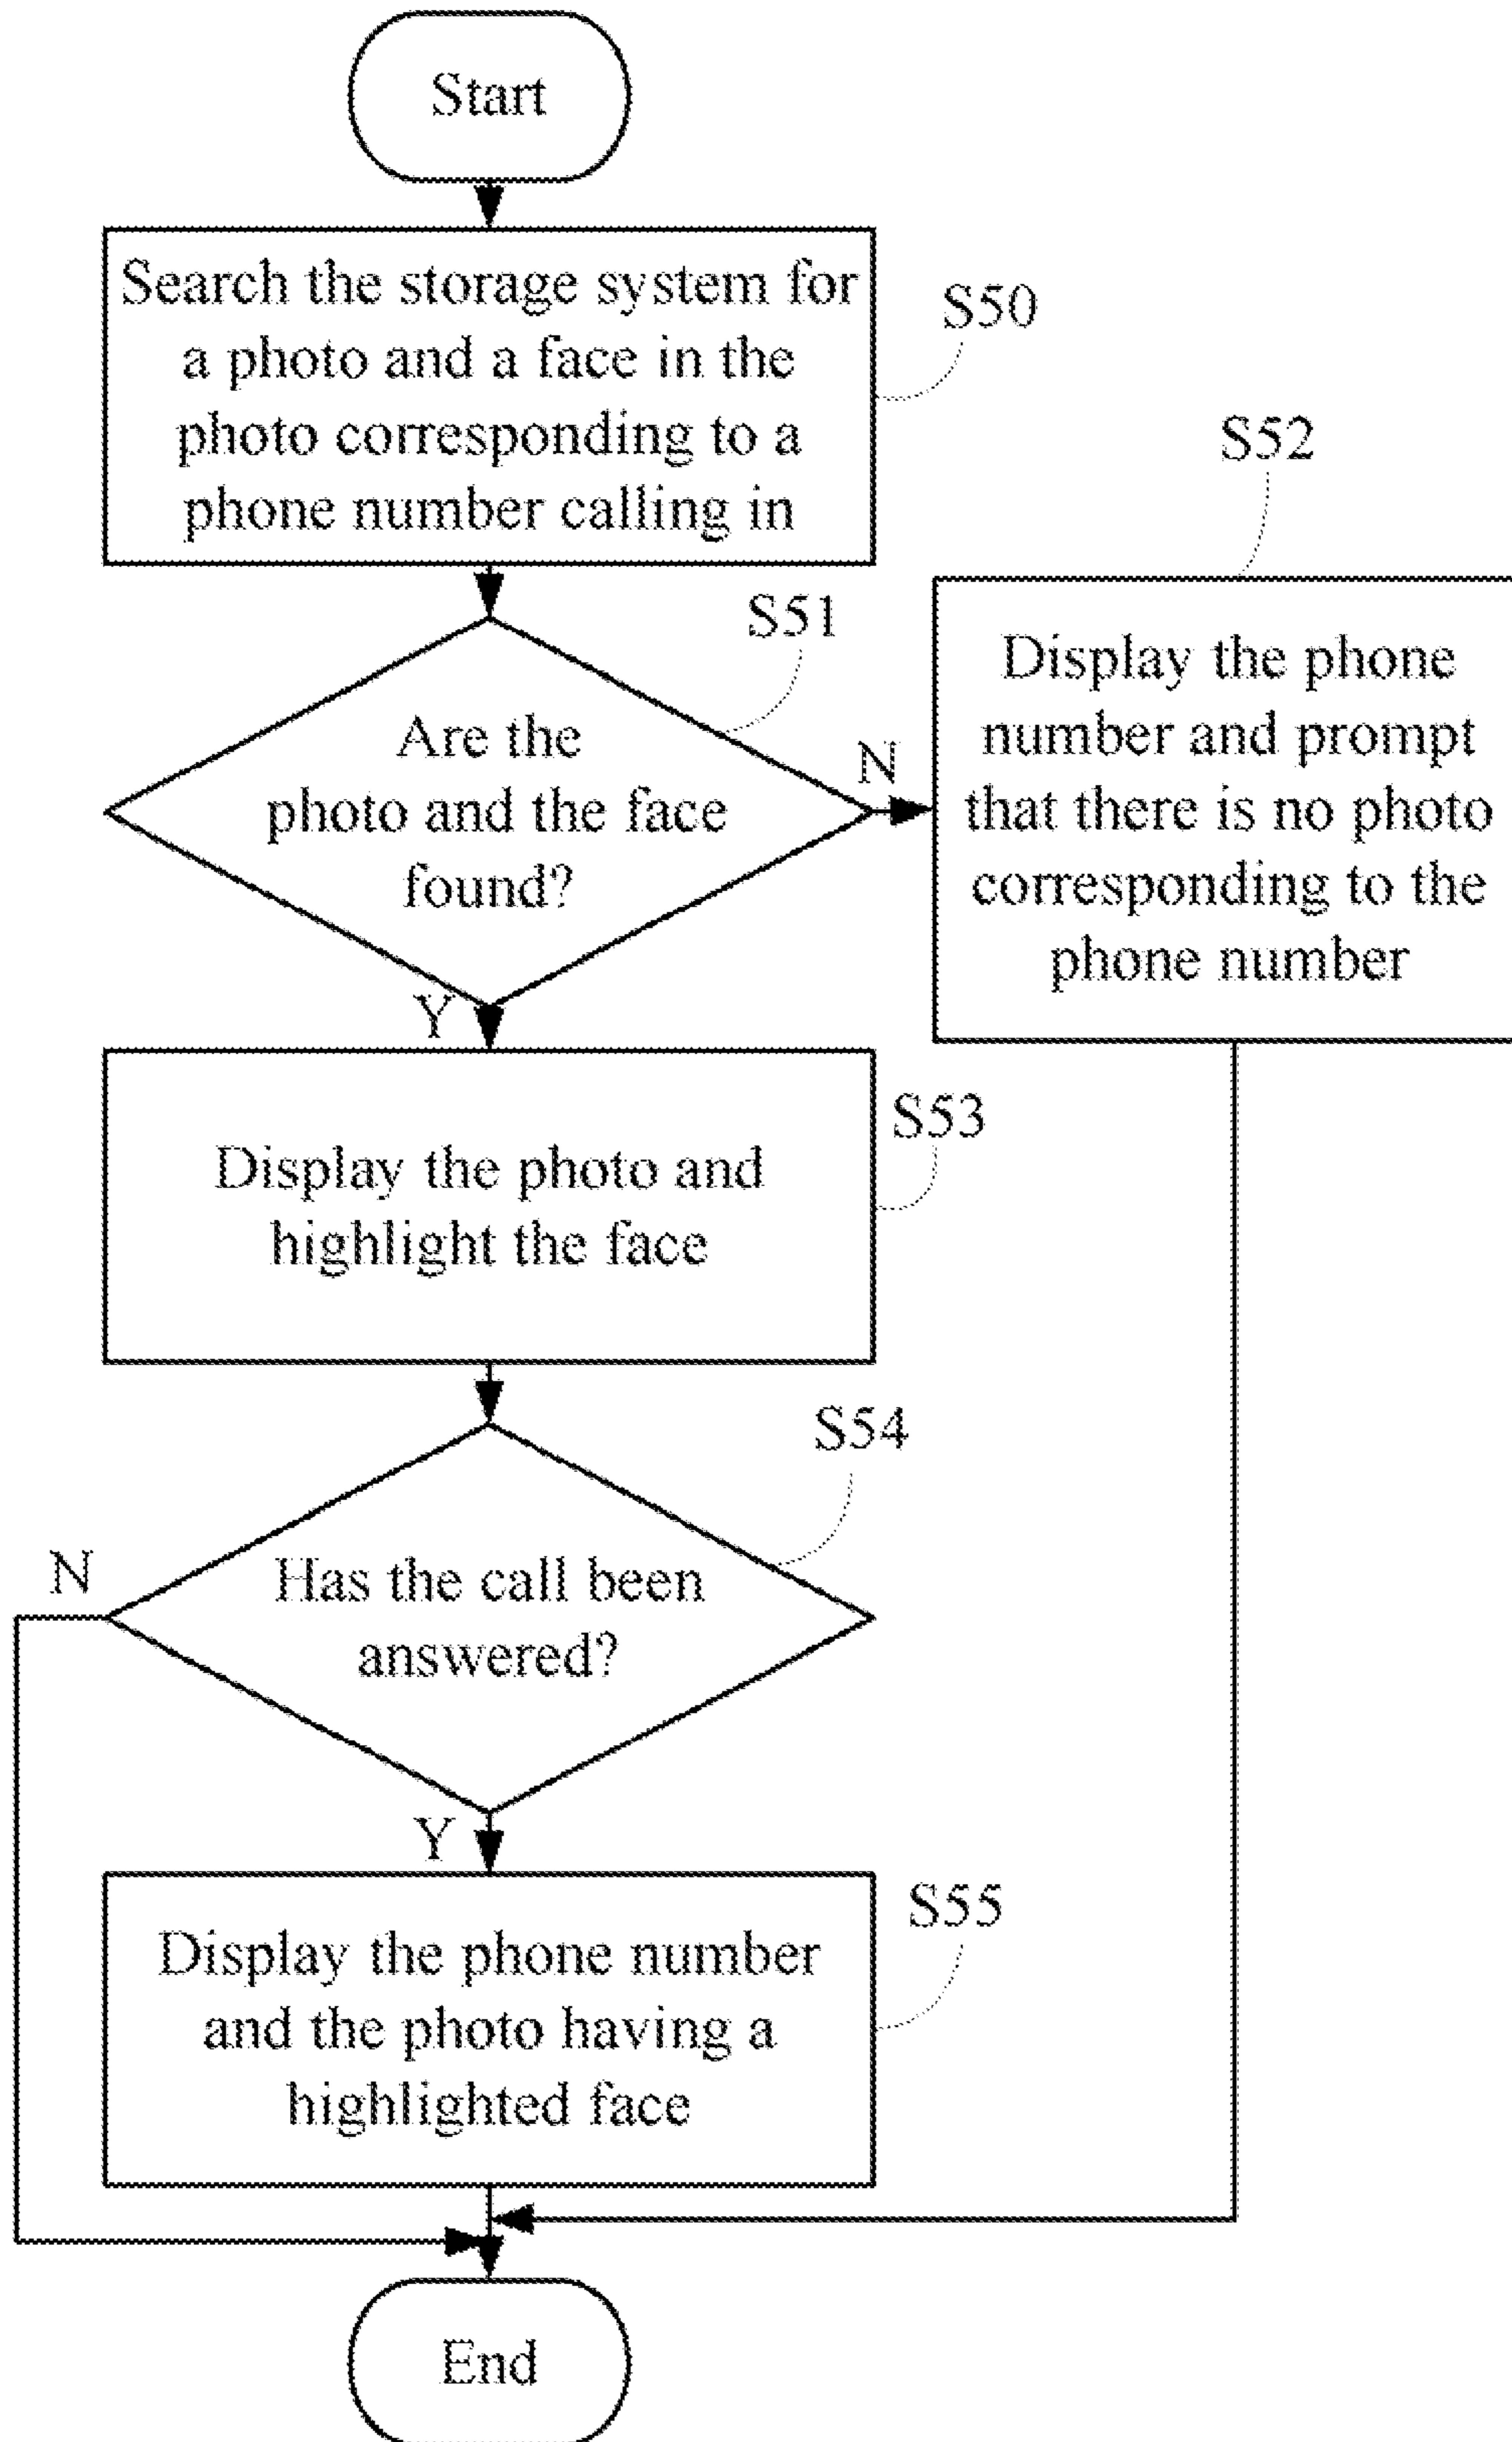 Start
Search the storage system for
a photo and a face in the
photo corresponding to a
phone number calling in
S50
S51
Are the
photo and the face
found?
N
S52
Display the phone
number and prompt
that there is no photo
corresponding to the
phone number
Y
Display the photo and
highlight the face
S53
S54
Has the call been
answered?
N
Y
Display the phone number
and the photo having a
highlighted face
S55
End